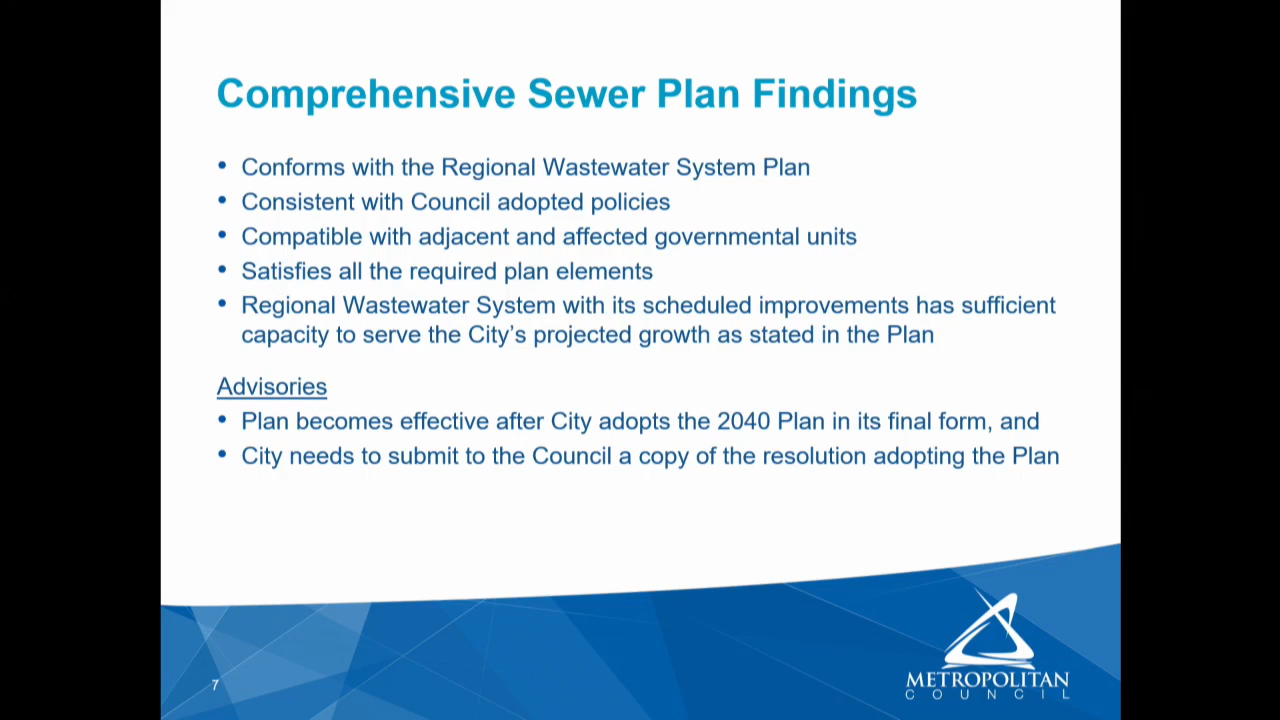 Comprehensive Sewer Plan Findings
• Conforms with the Regional Wastewater System Plan
• Consistent with Council adopted policies
• Compatible with adjacent and affected governmental units
• Satisfies all the required plan elements
• Regional Wastewater System with its scheduled improvements has sufficient
capacity to serve the City’s projected growth as stated in the Plan
Advisories
• Plan becomes effective after City adopts the 2040 Plan in its final form, and
• City needs to submit to the Council a copy of the resolution adopting the Plan
7
METROPOLITAN
COUNCIL